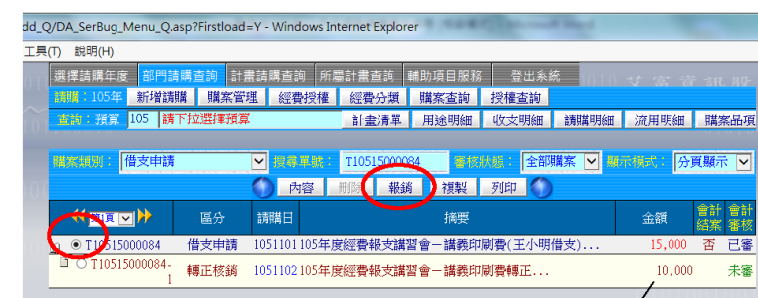 dd_Q/DA_SerBug_Menu_Q.asp?Firstload=Y - Windows Internet Explorer
工具(T) 說明(H)
選擇請購年度 部門請購查詢 計畫請購查詢 所屬計畫查詢 輔助項目服務 登出系統
請購：105年 新增請購 購案管理 經費授權 經費分類 購案查詢 授權查詢
查詢：預算 105 請下拉選擇預算 計畫清單 用途明細 收支明細 請購明細 流用明細 購案品項
購案類別： 借支申請 搜尋單號： T10515000084 審核狀態： 全部購案 顯示模式： 分頁顯示
內容 刪除 報銷 複製 列印
第1頁 區分 請購日 摘要 金額 會計結案 會計審核
T10515000084 借支申請 1051101 105年度經費報支講習會－講義印刷費(王小明借支)... 15,000 否 已審
T10515000084-1 轉正核銷 1051102 105年度經費報支講習會－講義印刷費轉正... 10,000 未審